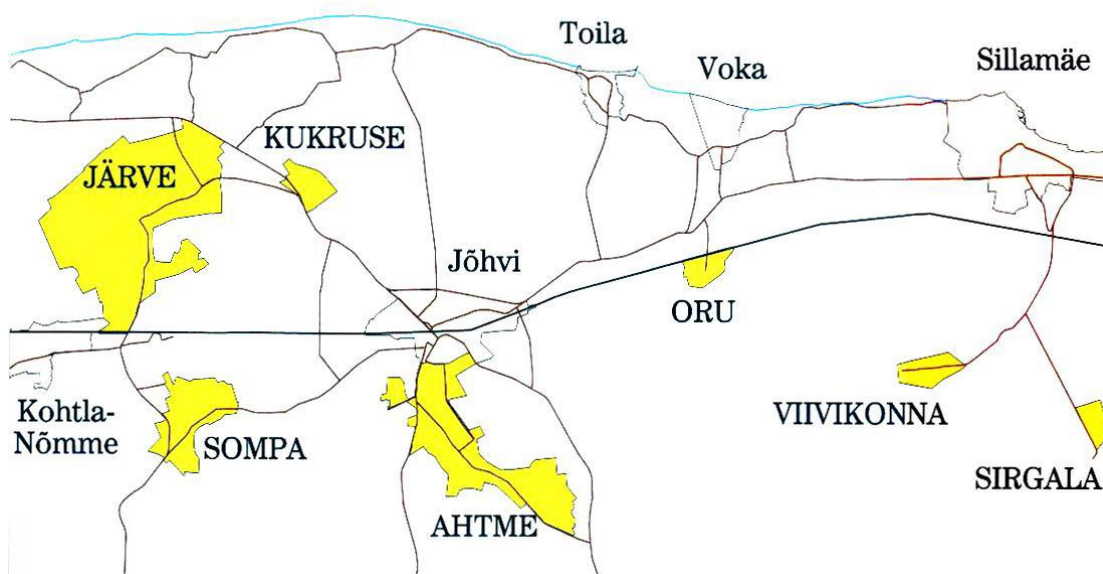 Toila
Voka
Sillamäe
KUKRUSE
JÄRVE
Jõhvi
ORU
Kohtla-
Nõmme
SOMPA
VIIVIKONNA
SIRGALA
AHTME